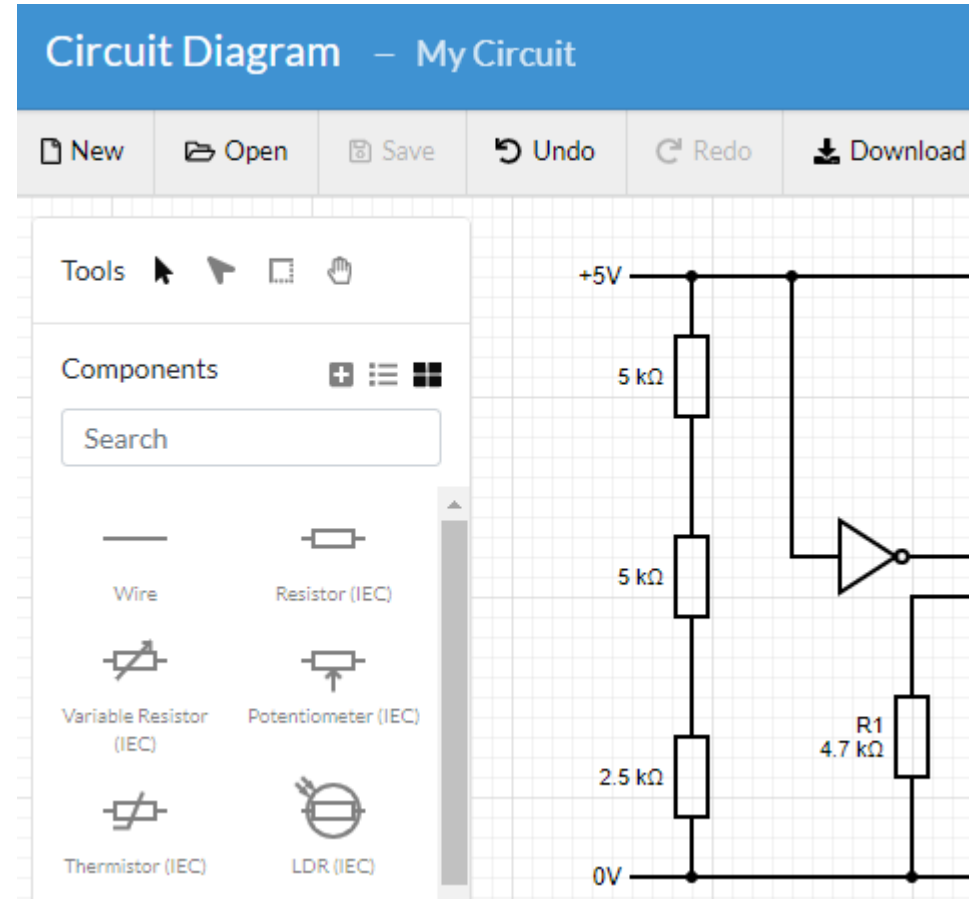 Circuit Diagram – My Circuit
New Open Save Undo Redo Download
Tools
Components
Search
Wire Resistor (IEC)
Variable Resistor
(IEC)
Potentiometer (IEC)
Thermistor (IEC) LDR (IEC)
+5V
5 kΩ
5 kΩ
2.5 kΩ
R1
4.7 kΩ
0V